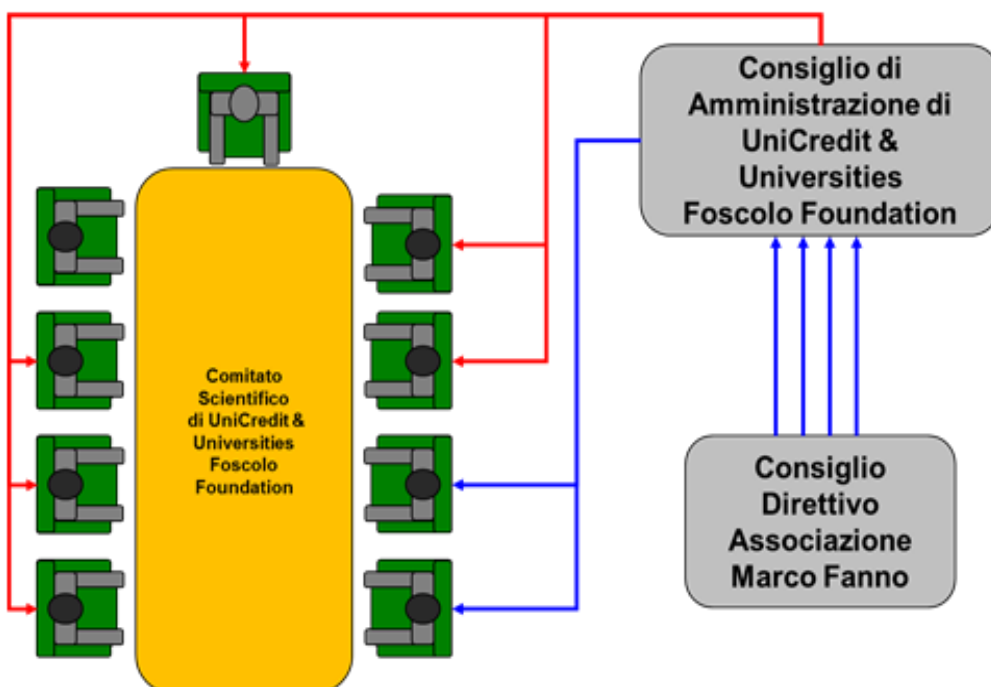 Consiglio di
Amministrazione di
UniCredit &
Universities
Foscolo Foundation
Comitato
Scientifico
di UniCredit &
Universities
Foscolo
Foundation
Consiglio
Direttivo
Associazione
Marco Fanno